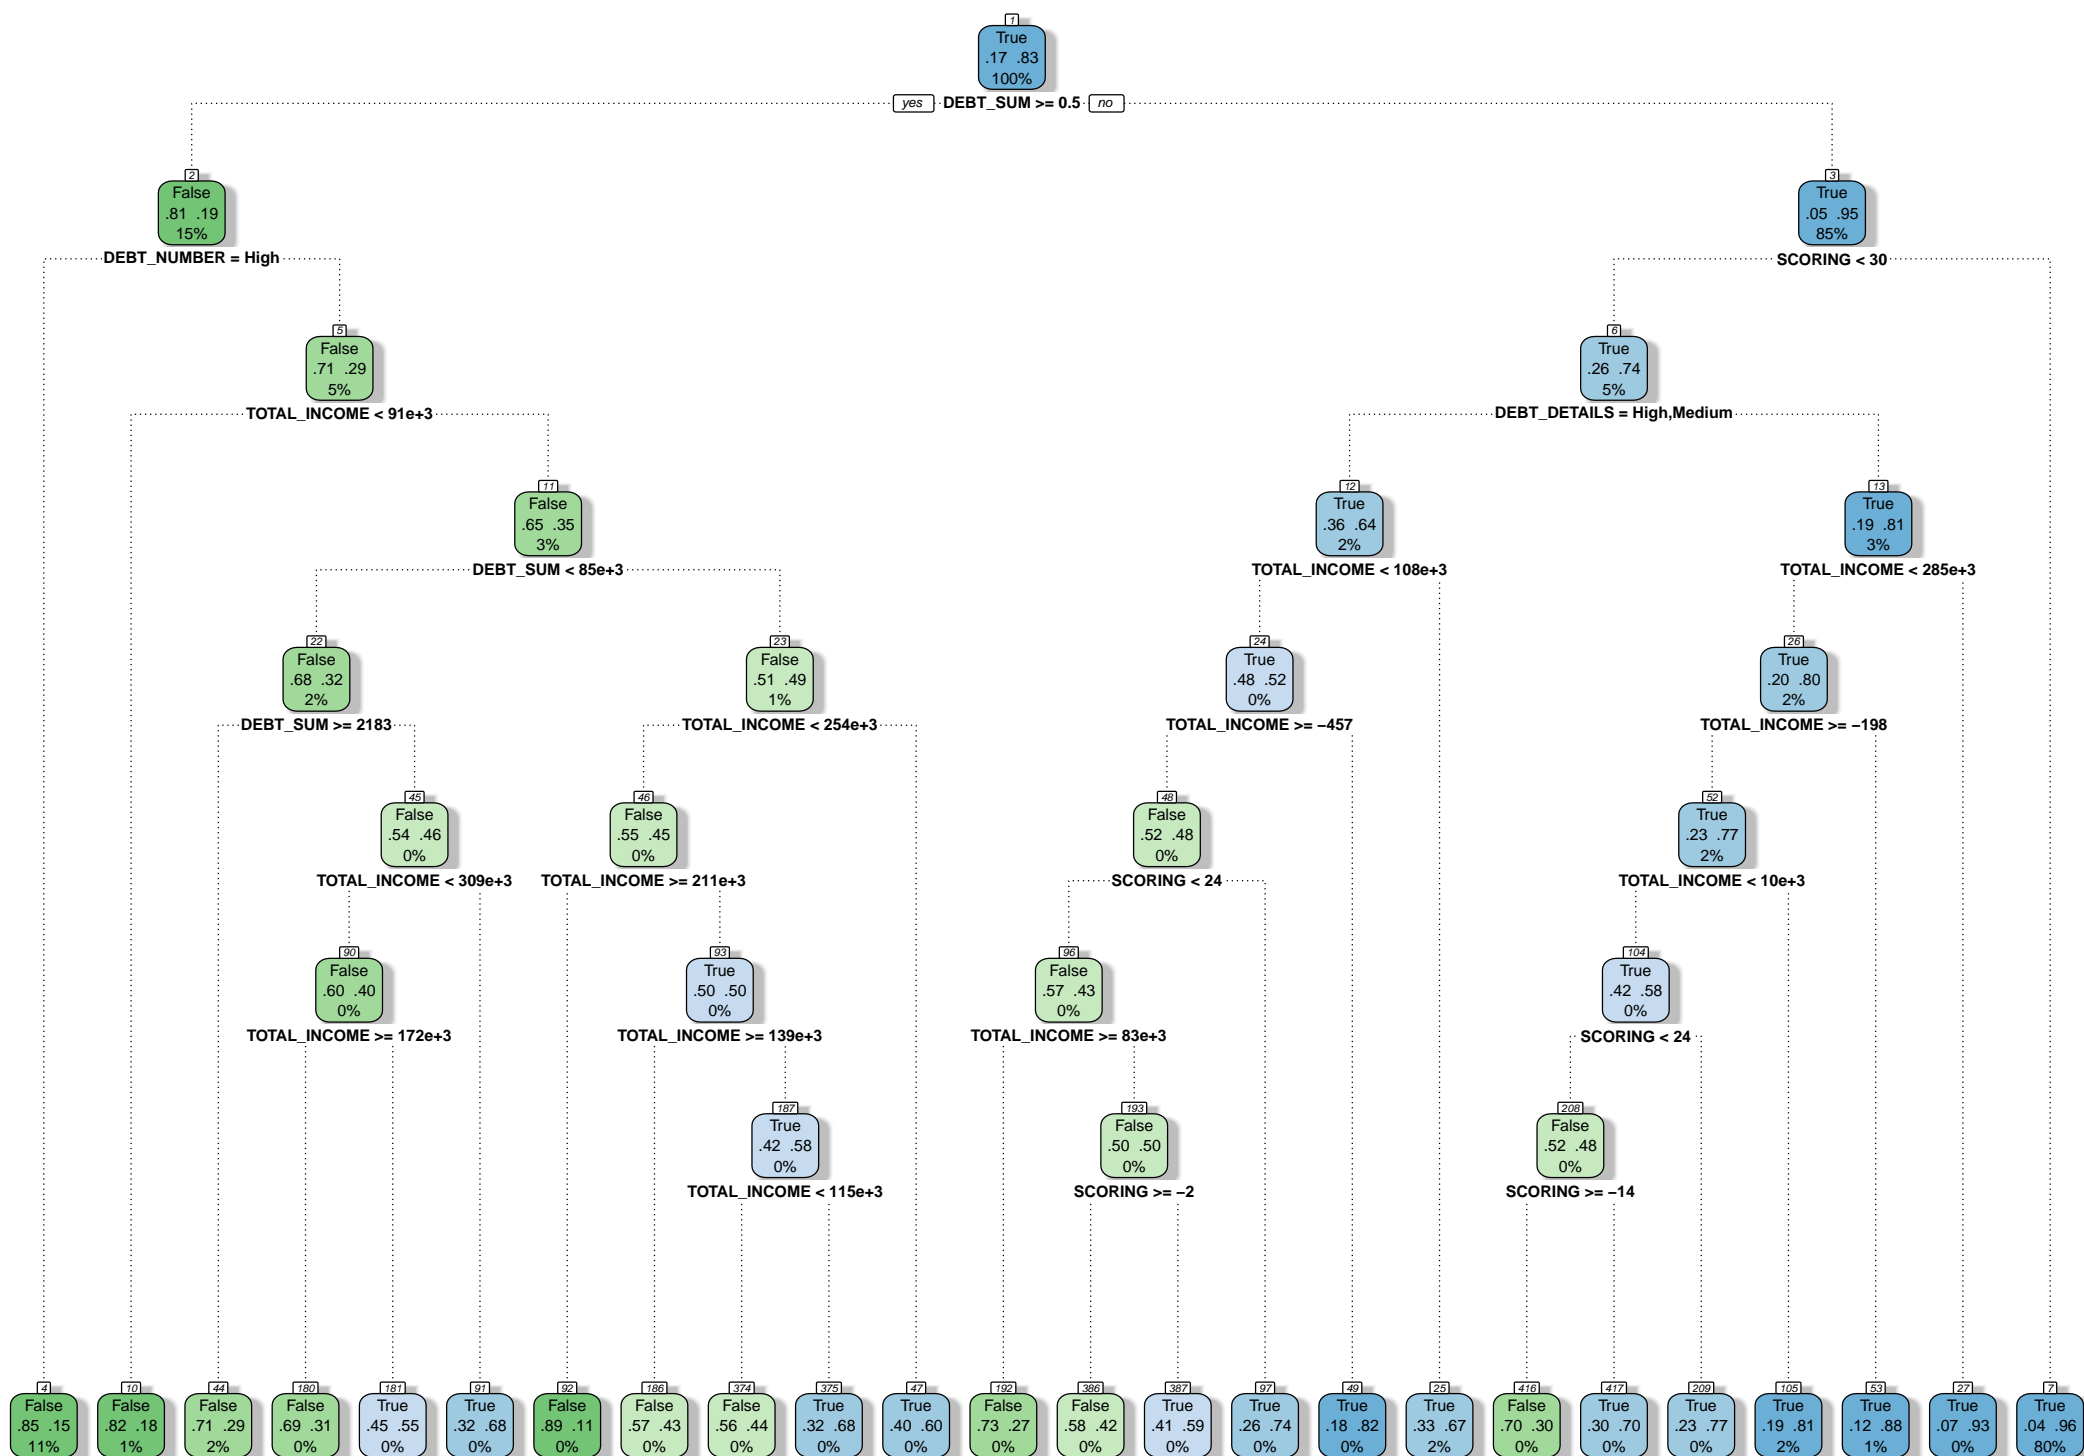 1
True
.17 .83
100%
yes DEBT_SUM >= 0.5 no
2
False
.81 .19
15%
3
True
.05 .95
85%
DEBT_NUMBER = High
SCORING < 30
5
False
.71 .29
5%
6
True
.26 .74
5%
TOTAL_INCOME < 91e+3
DEBT_DETAILS = High,Medium
11
False
.65 .35
3%
12
True
.36 .64
2%
13
True
.19 .81
3%
DEBT_SUM < 85e+3
TOTAL_INCOME < 108e+3
TOTAL_INCOME < 285e+3
22
False
.68 .32
2%
23
False
.51 .49
1%
24
True
.48 .52
0%
26
True
.20 .80
2%
DEBT_SUM >= 2183
TOTAL_INCOME < 254e+3
TOTAL_INCOME >= −457
TOTAL_INCOME >= −198
45
False
.54 .46
0%
46
False
.55 .45
0%
48
False
.52 .48
0%
52
True
.23 .77
2%
TOTAL_INCOME < 309e+3
TOTAL_INCOME >= 211e+3
SCORING < 24
TOTAL_INCOME < 10e+3
90
False
.60 .40
0%
93
True
.50 .50
0%
96
False
.57 .43
0%
104
True
.42 .58
0%
TOTAL_INCOME >= 172e+3
TOTAL_INCOME >= 139e+3
TOTAL_INCOME >= 83e+3
SCORING < 24
187
True
.42 .58
0%
193
False
.50 .50
0%
208
False
.52 .48
0%
TOTAL_INCOME < 115e+3
SCORING >= −2
SCORING >= −14
4
False
.85 .15
11%
10
False
.82 .18
1%
44
False
.71 .29
2%
180
False
.69 .31
0%
181
True
.45 .55
0%
91
True
.32 .68
0%
92
False
.89 .11
0%
186
False
.57 .43
0%
374
False
.56 .44
0%
375
True
.32 .68
0%
47
True
.40 .60
0%
192
False
.73 .27
0%
386
False
.58 .42
0%
387
True
.41 .59
0%
97
True
.26 .74
0%
49
True
.18 .82
0%
25
True
.33 .67
2%
416
False
.70 .30
0%
417
True
.30 .70
0%
209
True
.23 .77
0%
105
True
.19 .81
2%
53
True
.12 .88
1%
27
True
.07 .93
0%
7
True
.04 .96
80%